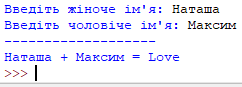 Введіть жіноче ім'я: Наташа
Введіть чоловіче ім'я: Максим
--------------------
Наташа + Максим = Love
>>>